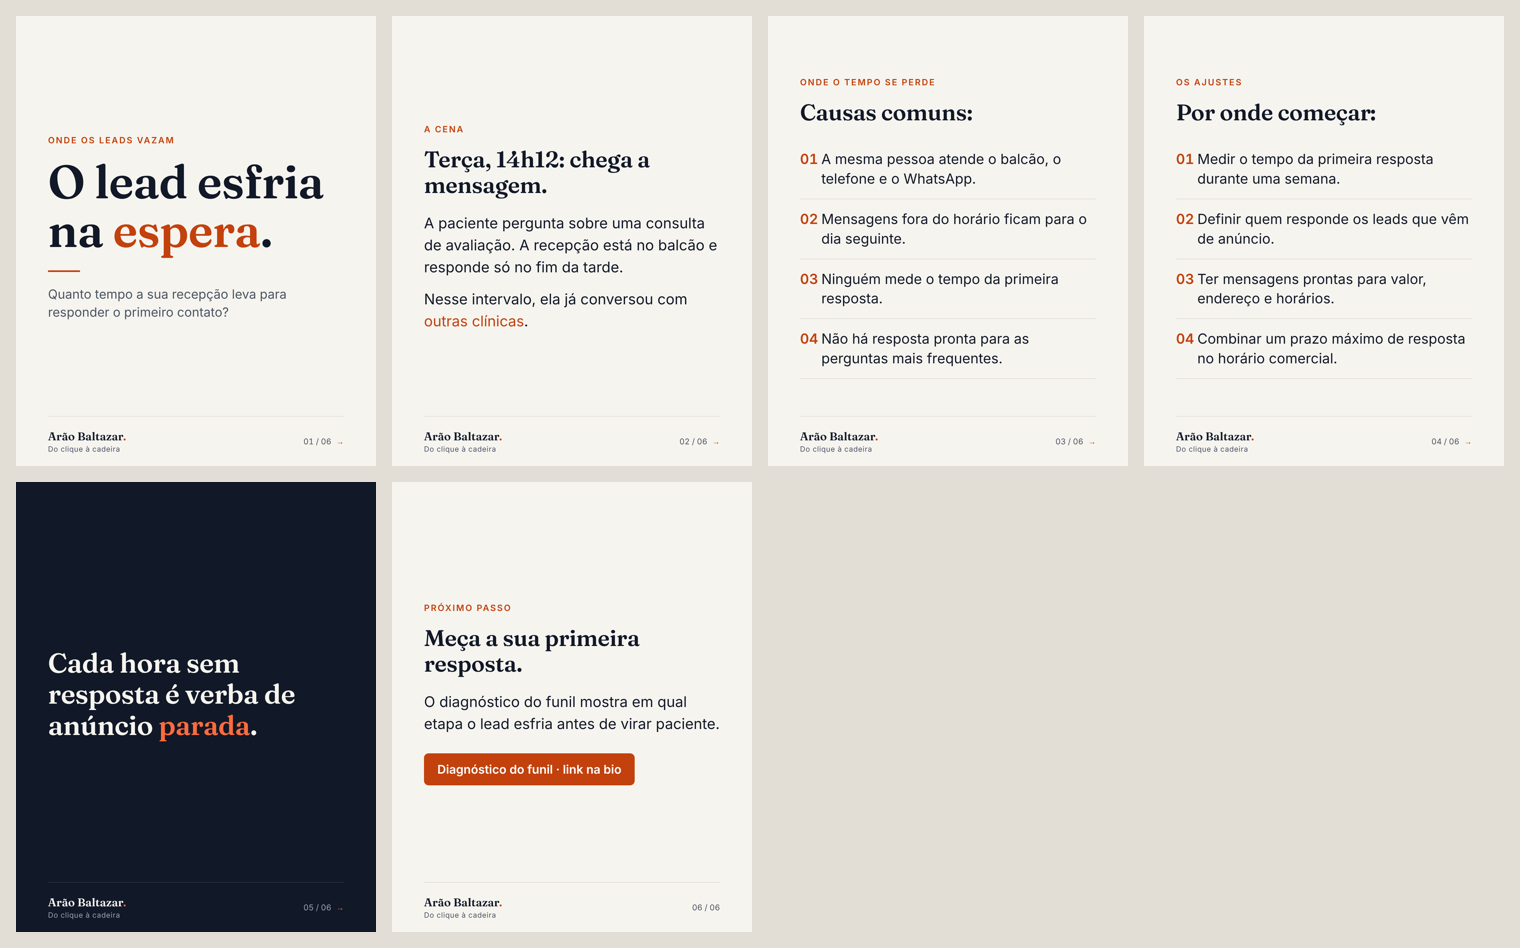 ONDE OS LEADS VAZAM
O lead esfria
na espera.
Quanto tempo a sua recepção leva para
responder o primeiro contato?
Arão Baltazar.
Do clique à cadeira
01 / 06 →
A CENA
Terça, 14h12: chega a
mensagem.
A paciente pergunta sobre uma consulta
de avaliação. A recepção está no balcão e
responde só no fim da tarde.
Nesse intervalo, ela já conversou com
outras clínicas.
Arão Baltazar.
Do clique à cadeira
02 / 06 →
ONDE O TEMPO SE PERDE
Causas comuns:
01 A mesma pessoa atende o balcão, o
telefone e o WhatsApp.
02 Mensagens fora do horário ficam para o
dia seguinte.
03 Ninguém mede o tempo da primeira
resposta.
04 Não há resposta pronta para as
perguntas mais frequentes.
Arão Baltazar.
Do clique à cadeira
03 / 06 →
OS AJUSTES
Por onde começar:
01 Medir o tempo da primeira resposta
durante uma semana.
02 Definir quem responde os leads que vêm
de anúncio.
03 Ter mensagens prontas para valor,
endereço e horários.
04 Combinar um prazo máximo de resposta
no horário comercial.
Arão Baltazar.
Do clique à cadeira
04 / 06 →
Cada hora sem
resposta é verba de
anúncio parada.
Arão Baltazar.
Do clique à cadeira
05 / 06 →
PRÓXIMO PASSO
Meça a sua primeira
resposta.
O diagnóstico do funil mostra em qual
etapa o lead esfria antes de virar paciente.
Diagnóstico do funil · link na bio
Arão Baltazar.
Do clique à cadeira
06 / 06